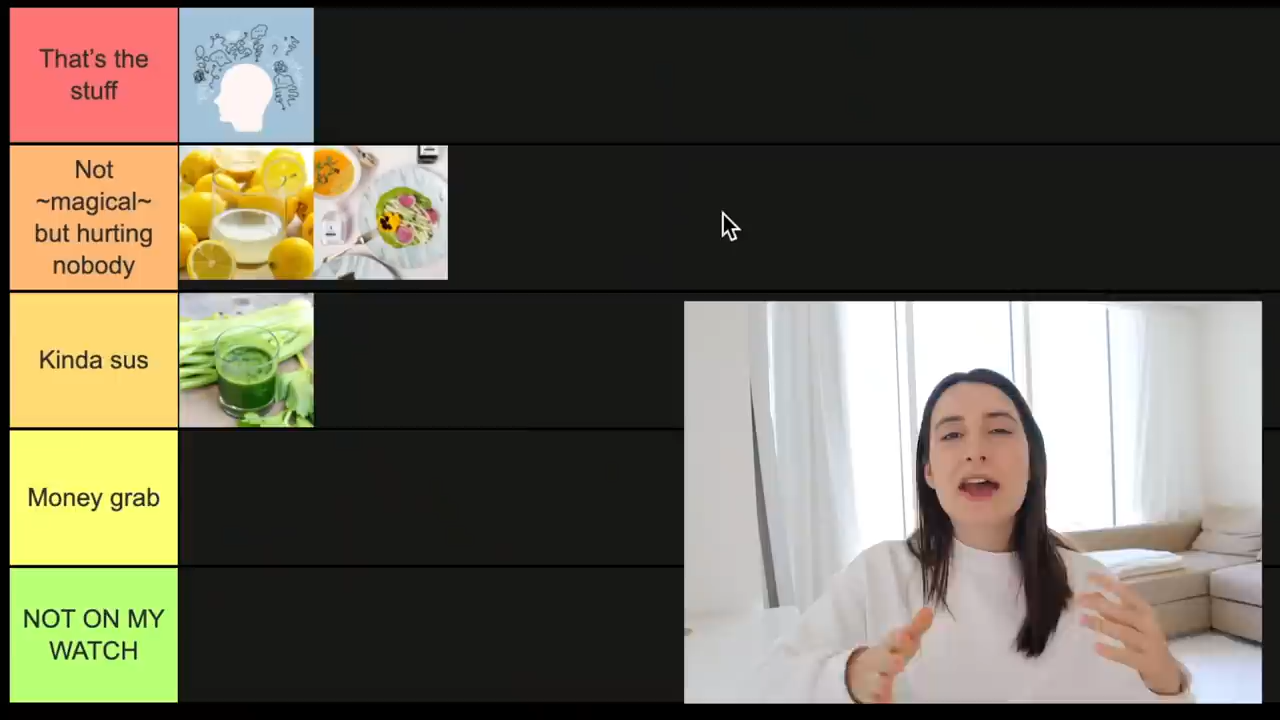 That’s the
stuff
Not
~magical~
but hurting
nobody
Kinda sus
Money grab
NOT ON MY
WATCH